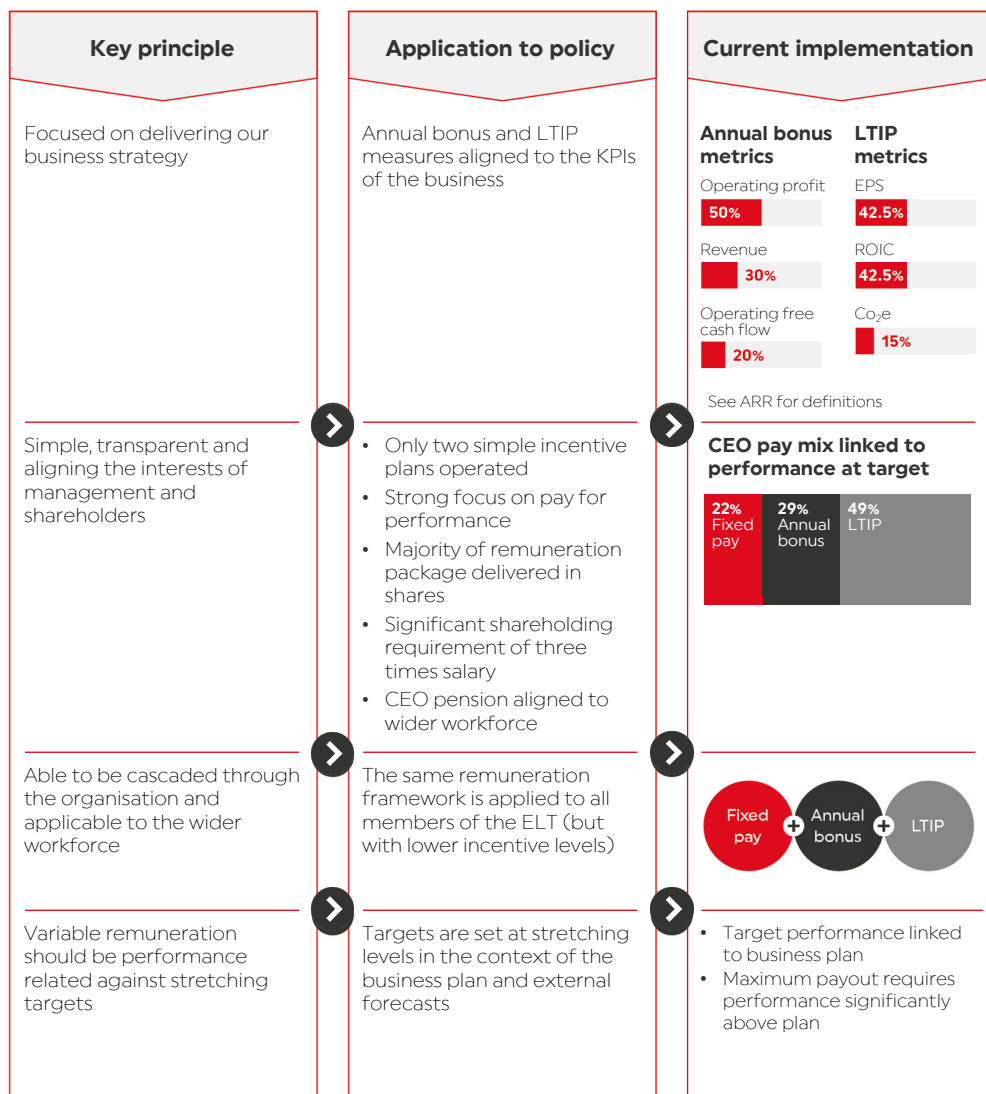 Key principle
Application to policy
Current implementation
Focused on delivering our
business strategy
Annual bonus and LTIP
measures aligned to the KPIs
of the business
Annual bonus
metrics
Operating profit
50%
Revenue
30%
Operating free
cash flow
20%
LTIP
metrics
EPS
42.5%
ROIC
42.5%
Co₂e
15%
See ARR for definitions
Simple, transparent and
aligning the interests of
management and
shareholders
• Only two simple incentive
plans operated
• Strong focus on pay for
performance
• Majority of remuneration
package delivered in
shares
• Significant shareholding
requirement of three
times salary
• CEO pension aligned to
wider workforce
CEO pay mix linked to
performance at target
22%
Fixed
pay
29%
Annual
bonus
49%
LTIP
Able to be cascaded through
the organisation and
applicable to the wider
workforce
The same remuneration
framework is applied to all
members of the ELT (but
with lower incentive levels)
Fixed
pay
+
Annual
bonus
+
LTIP
Variable remuneration
should be performance
related against stretching
targets
Targets are set at stretching
levels in the context of the
business plan and external
forecasts
• Target performance linked
to business plan
• Maximum payout requires
performance significantly
above plan